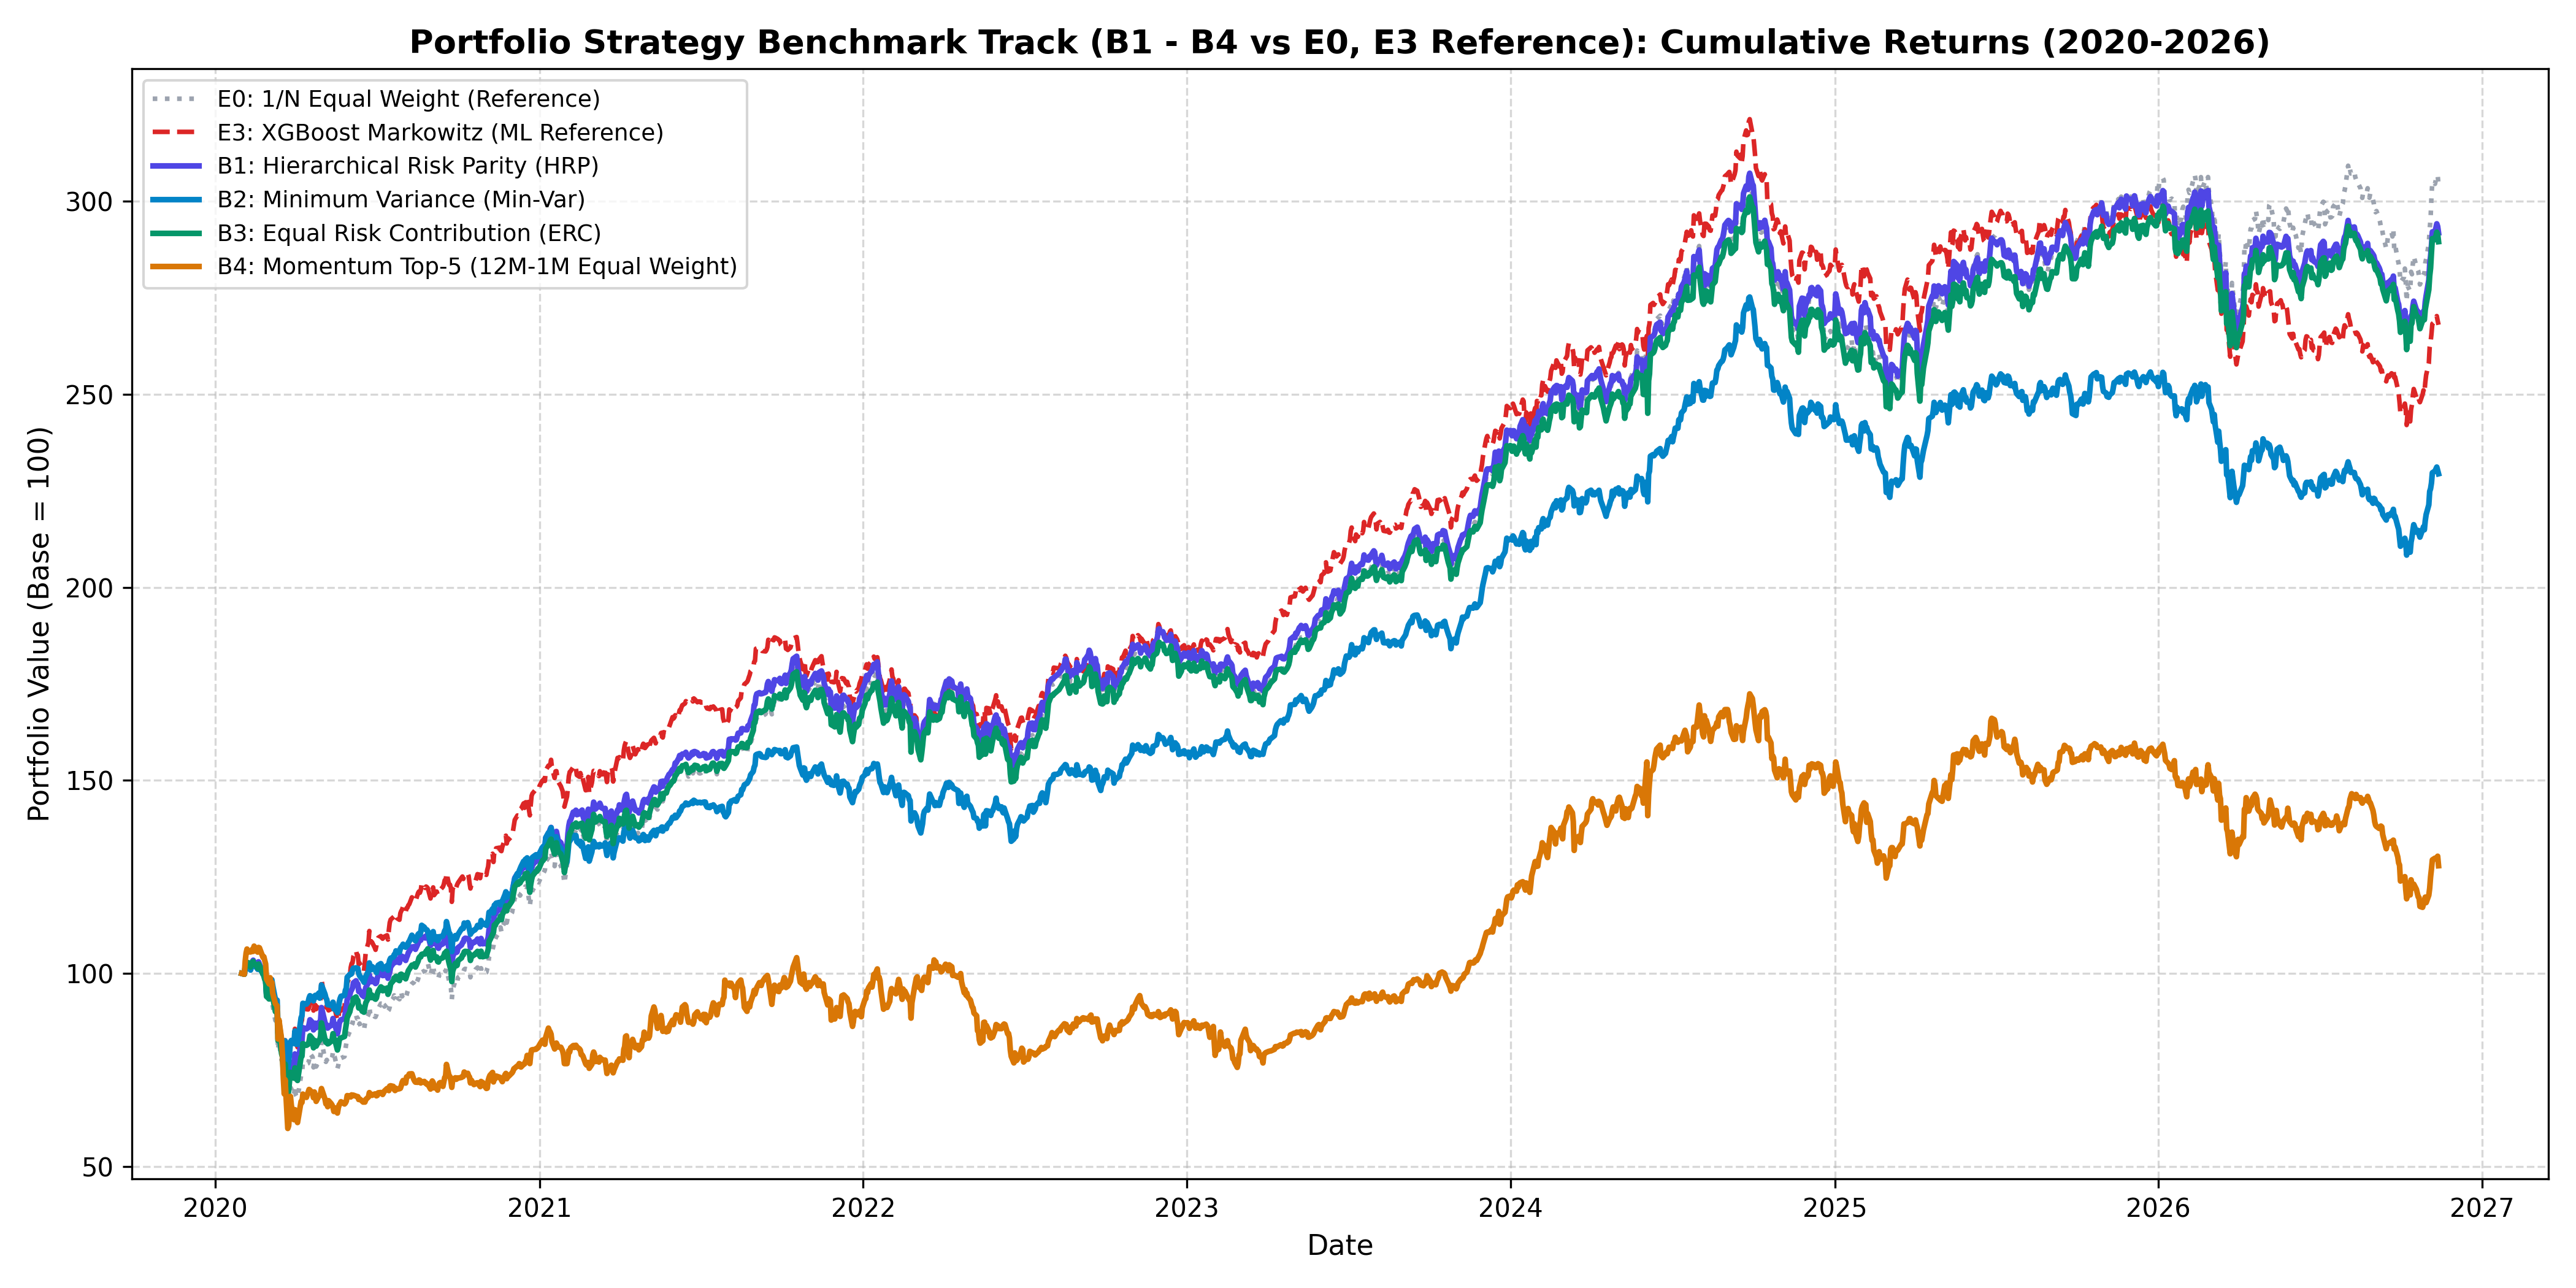 Portfolio Strategy Benchmark Track (B1 - B4 vs E0, E3 Reference): Cumulative Returns (2020-2026)
E0: 1/N Equal Weight (Reference)
E3: XGBoost Markowitz (ML Reference)
B1: Hierarchical Risk Parity (HRP)
B2: Minimum Variance (Min-Var)
B3: Equal Risk Contribution (ERC)
B4: Momentum Top-5 (12M-1M Equal Weight)
Portfolio Value (Base = 100)
300
250
200
150
100
50
2020 2021 2022 2023 2024 2025 2026 2027
Date